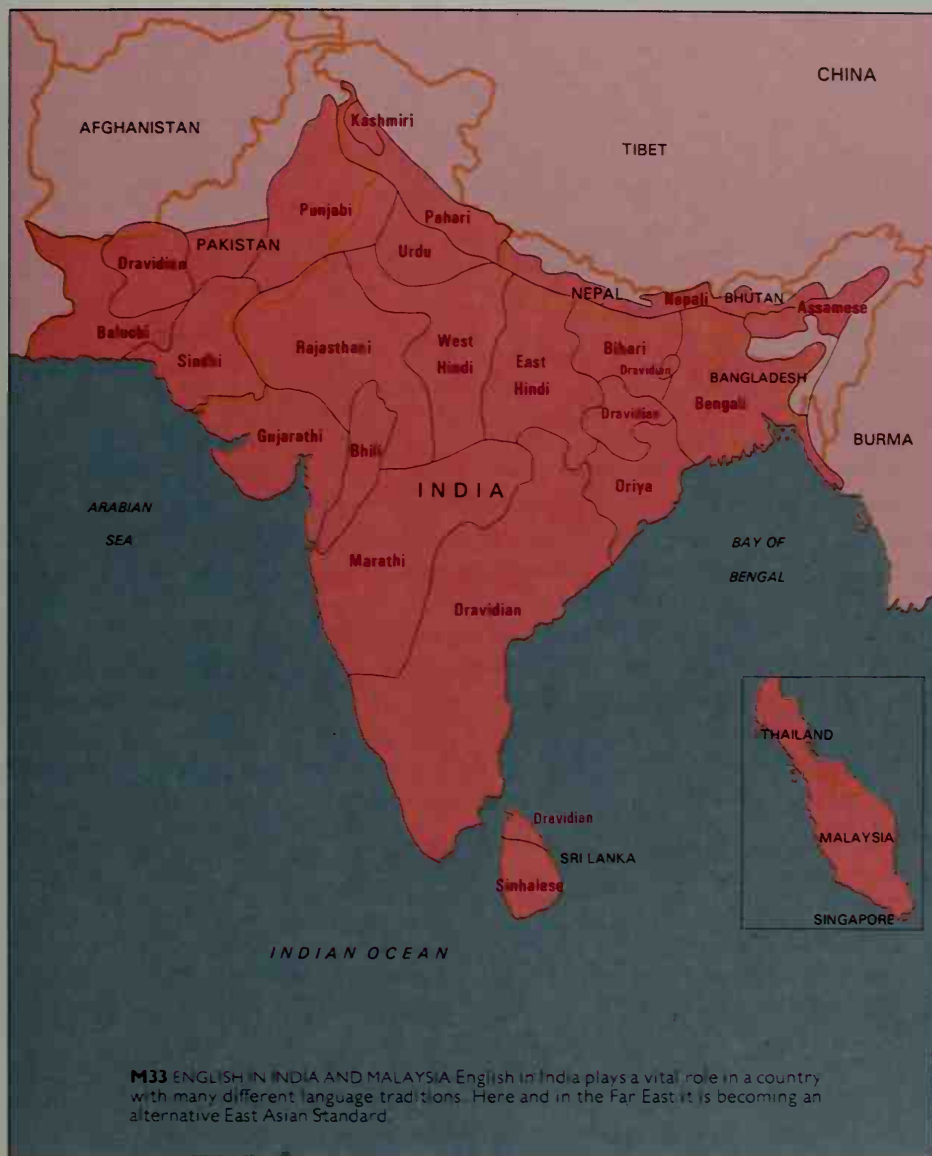 CHINA
AFGHANISTAN
Kashmiri
TIBET
Punjabi
Pahari
PAKISTAN
Urdu
Dravidian
NEPAL
Nepali
BHUTAN
Assamese
Baluchi
Sindhi
Rajasthani
West
Hindi
East
Hindi
Bihari
Dravidian
BANGLADESH
Bengali
Dravidian
Gujarathi
Bhili
BURMA
INDIA
Oriya
ARABIAN
SEA
BAY OF
BENGAL
Marathi
Dravidian
THAILAND
MALAYSIA
SINGAPORE
Dravidian
SRI LANKA
Sinhalese
INDIAN OCEAN
M33 ENGLISH IN INDIA AND MALAYSIA English in India plays a vital role in a country
with many different language traditions. Here and in the Far East it is becoming an
alternative East Asian Standard.